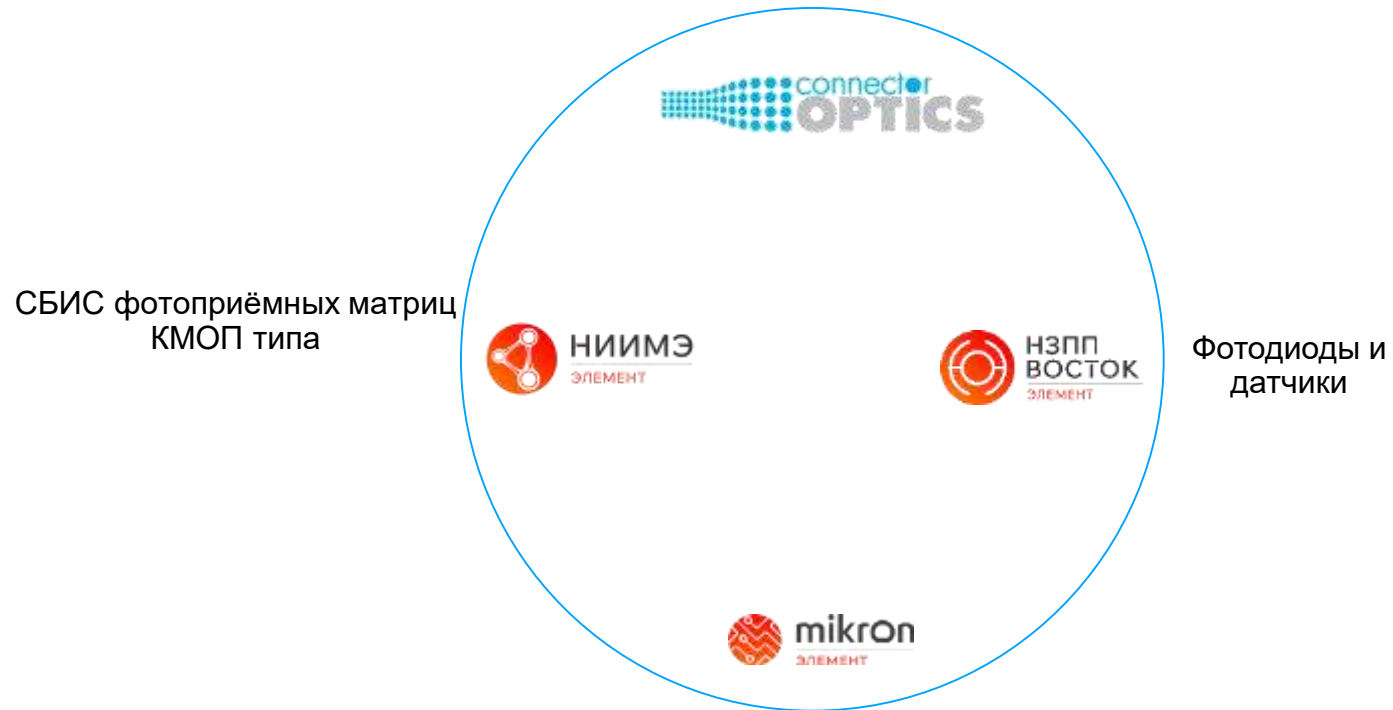 connector
OPTICS
СБИС фотоприёмных матриц
КМОП типа
НИИМЭ
ЭЛЕМЕНТ
НЗПП
ВОСТОК
ЭЛЕМЕНТ
Фотодиоды и
датчики
mikrOn
ЭЛЕМЕНТ